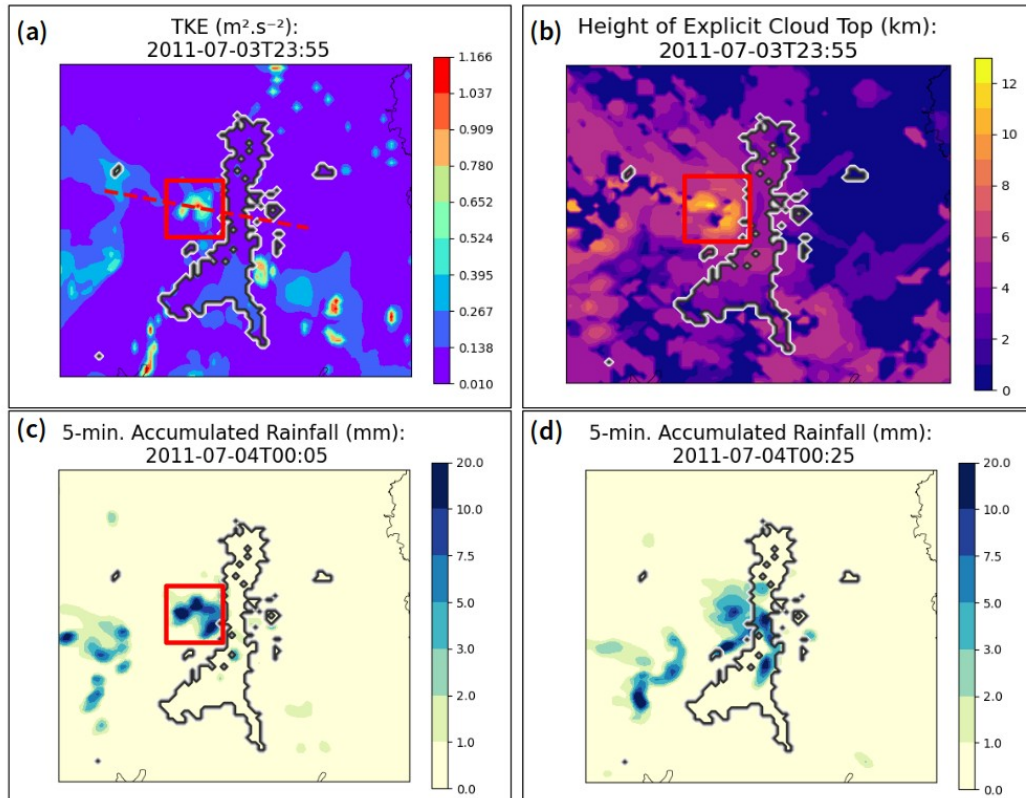 (a)
TKE (m².s⁻²):
2011-07-03T23:55
1.166
1.037
0.909
0.780
0.652
0.524
0.395
0.267
0.138
0.010
(b)
Height of Explicit Cloud Top (km):
2011-07-03T23:55
12
10
8
6
4
2
0
(c)
5-min. Accumulated Rainfall (mm):
2011-07-04T00:05
20.0
10.0
7.5
5.0
3.0
2.0
1.0
0.0
(d)
5-min. Accumulated Rainfall (mm):
2011-07-04T00:25
20.0
10.0
7.5
5.0
3.0
2.0
1.0
0.0